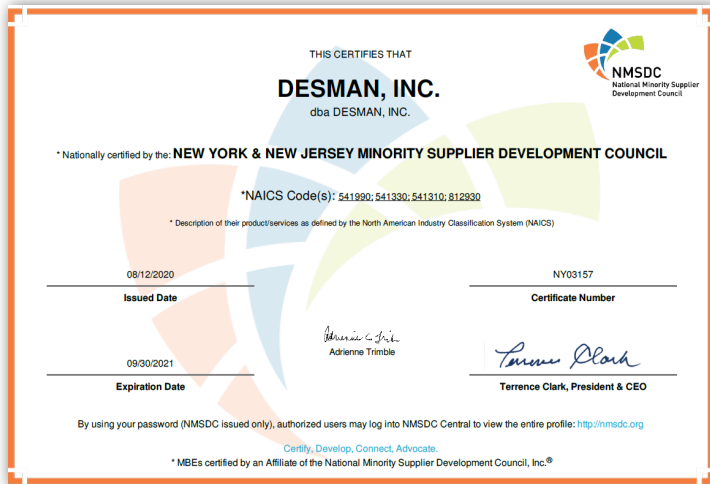 THIS CERTIFIES THAT
NMSDC
National Minority Supplier
Development Council
DESMAN, INC.
dba DESMAN, INC.
* Nationally certified by the: NEW YORK & NEW JERSEY MINORITY SUPPLIER DEVELOPMENT COUNCIL
*NAICS Code(s): 541990; 541330; 541310; 812930
* Description of their product/services as defined by the North American Industry Classification System (NAICS)
08/12/2020
Issued Date
NY03157
Certificate Number
Adrienne Trimble
09/30/2021
Expiration Date
Terrence Clark
Terrence Clark, President & CEO
By using your password (NMSDC issued only), authorized users may log into NMSDC Central to view the entire profile: http://nmsdc.org
Certify, Develop, Connect, Advocate.
* MBEs certified by an Affiliate of the National Minority Supplier Development Council, Inc.®